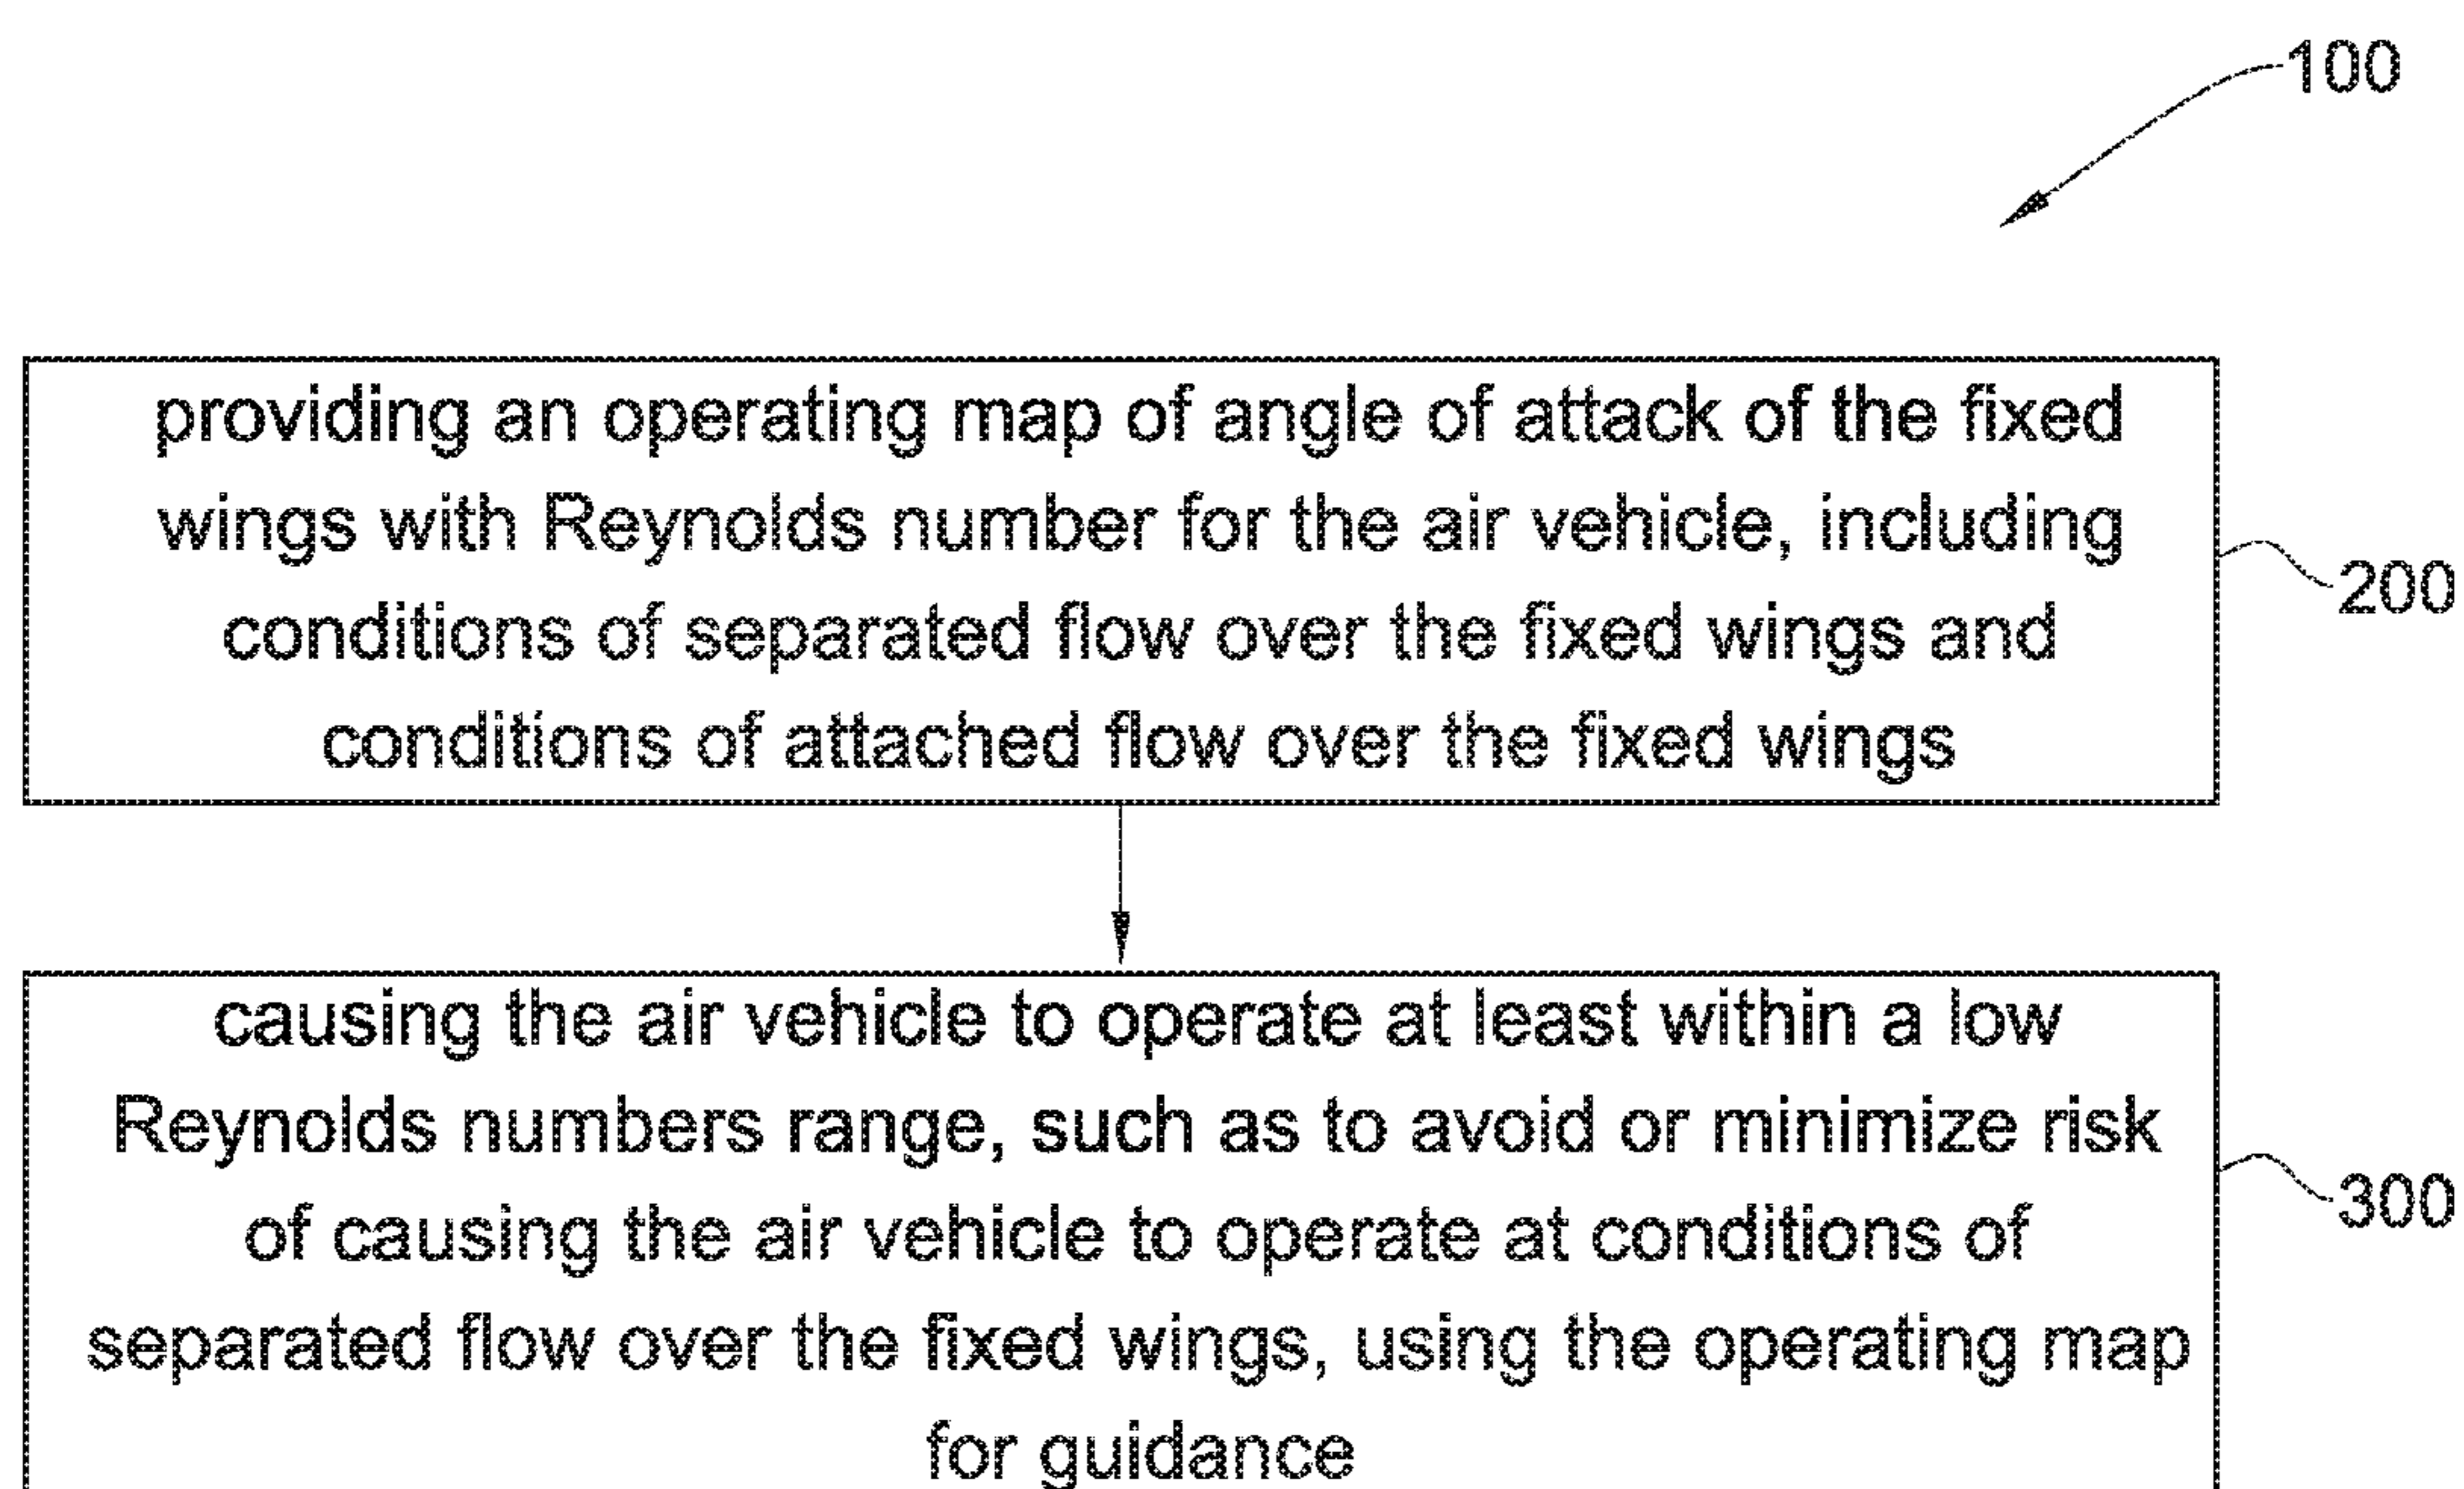 100
providing an operating map of angle of attack of the fixed
wings with Reynolds number for the air vehicle, including
conditions of separated flow over the fixed wings and
conditions of attached flow over the fixed wings
200
causing the air vehicle to operate at least within a low
Reynolds numbers range, such as to avoid or minimize risk
of causing the air vehicle to operate at conditions of
separated flow over the fixed wings, using the operating map
for guidance
300